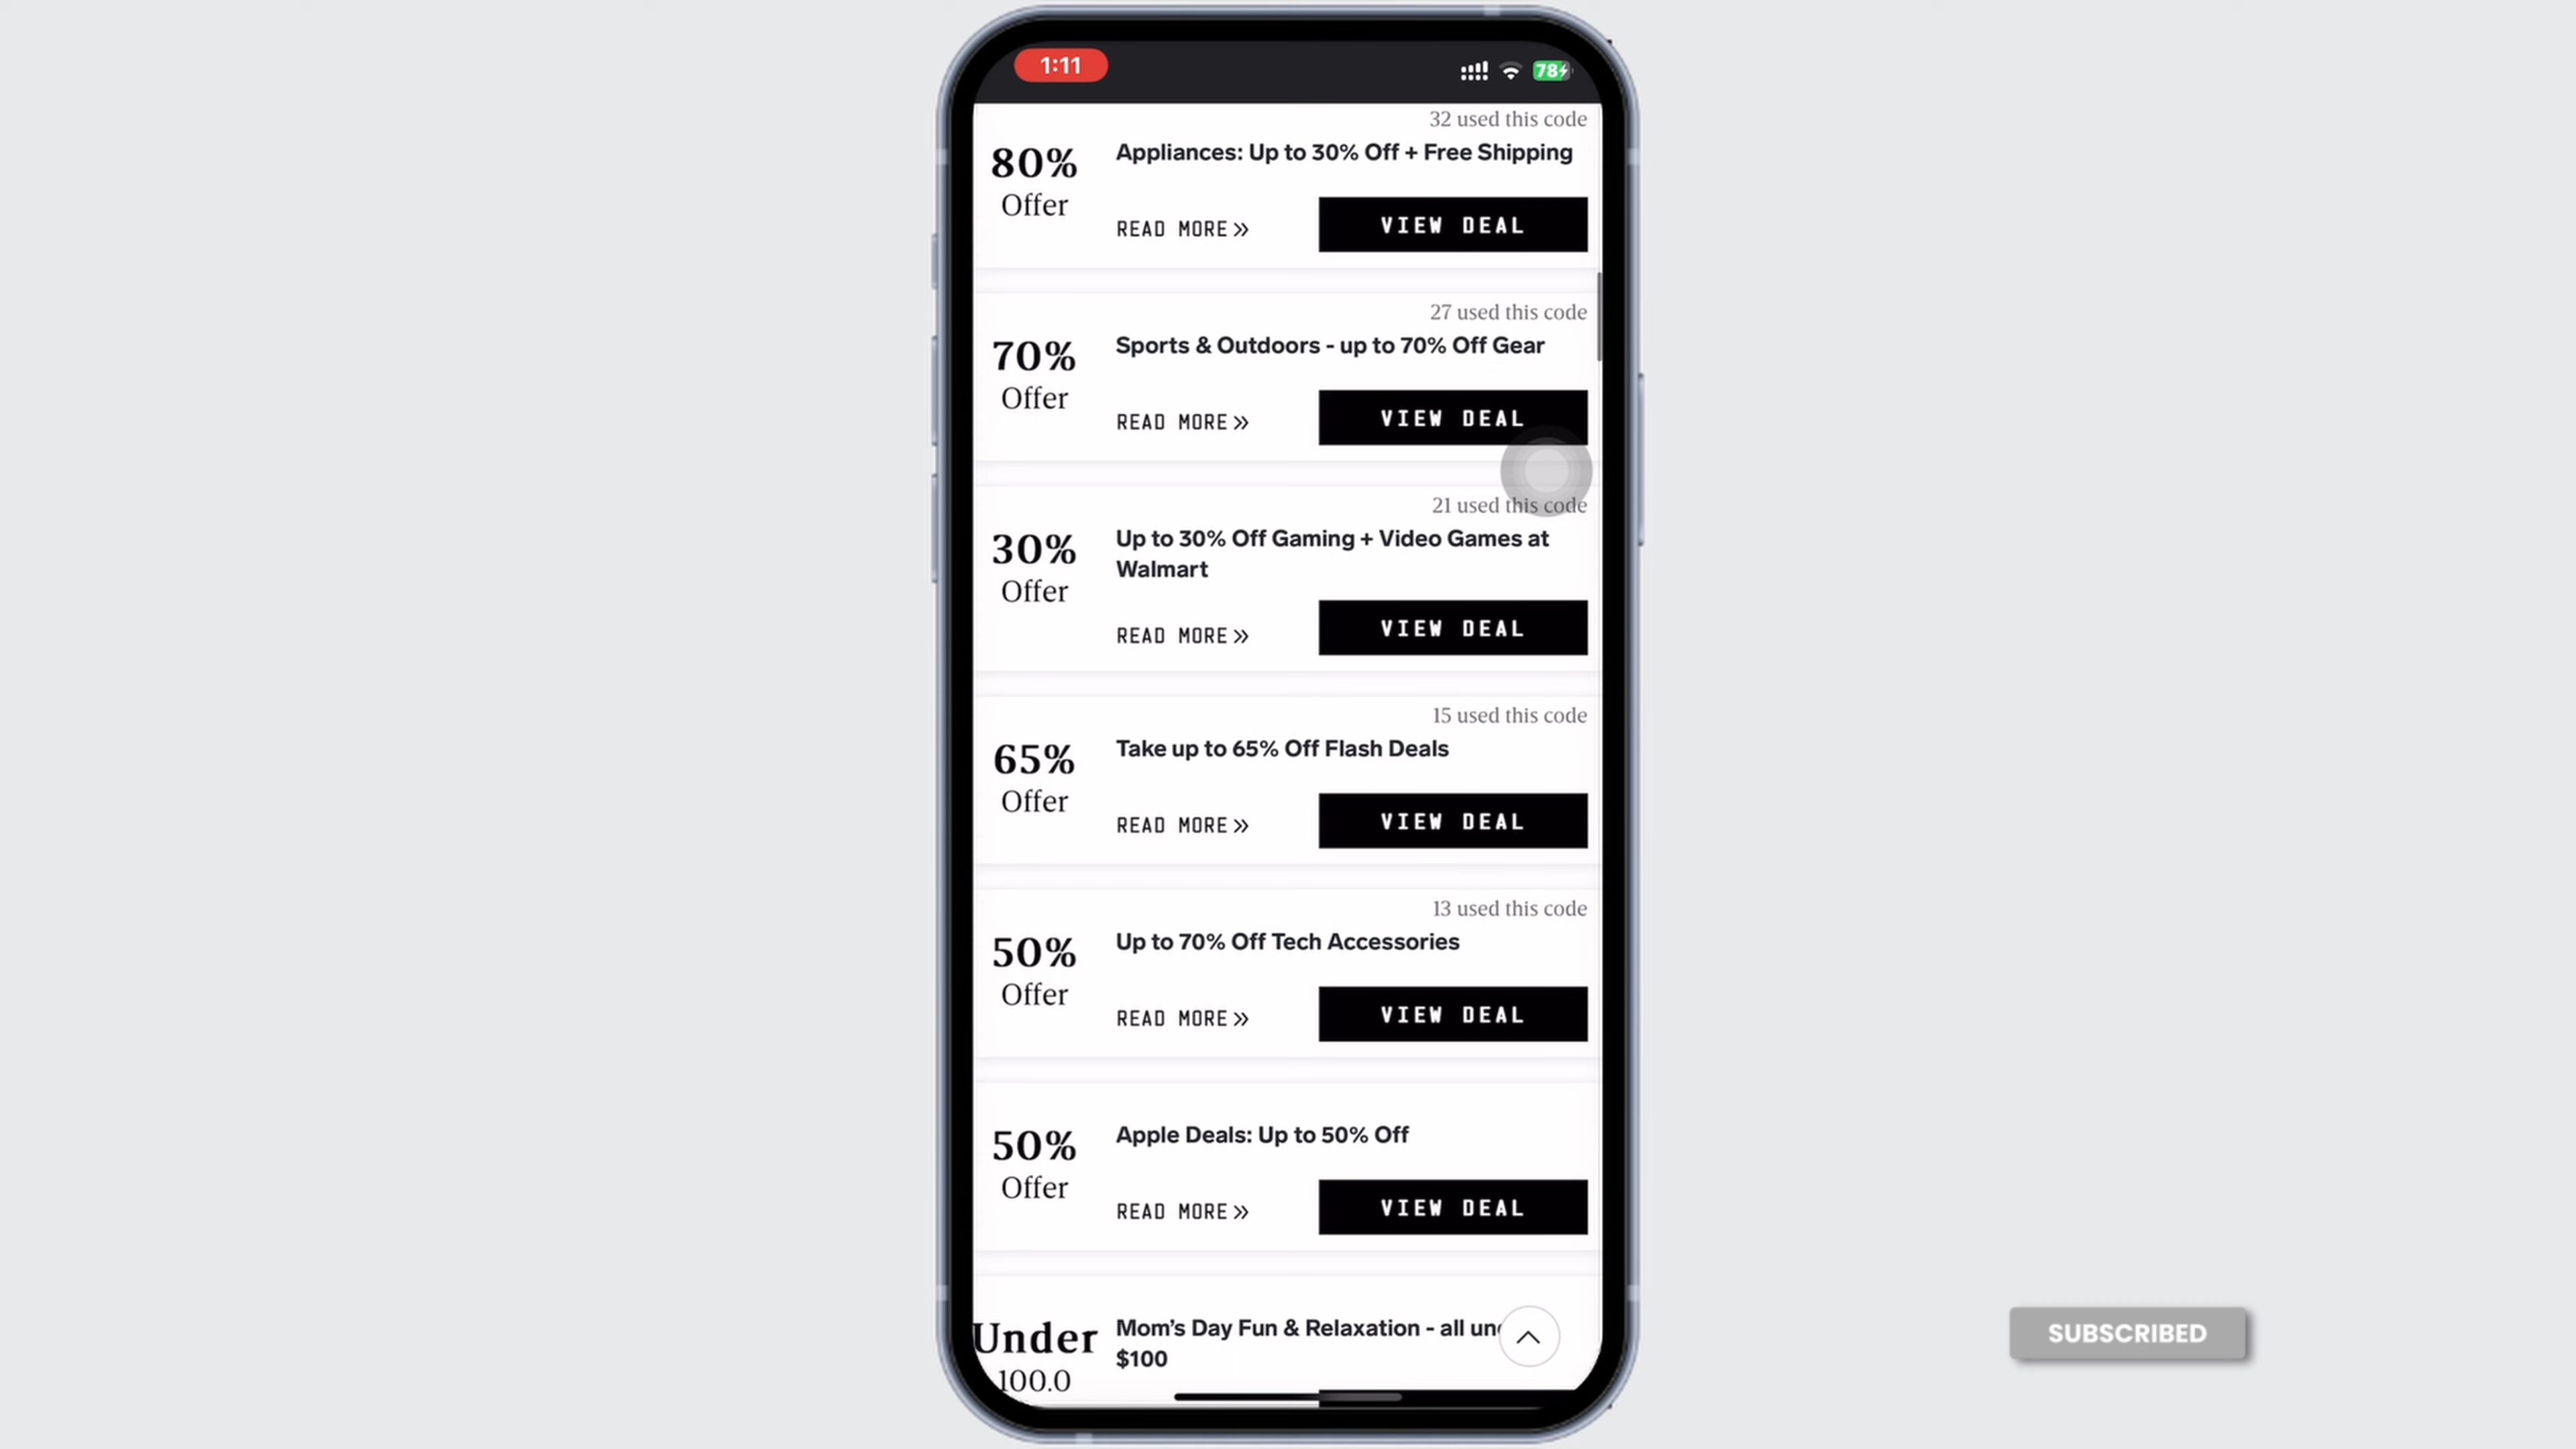 1:11
78
32 used this code
80%
Offer
Appliances: Up to 30% Off + Free Shipping
READ MORE »
VIEW DEAL
27 used this code
70%
Offer
Sports & Outdoors - up to 70% Off Gear
READ MORE »
VIEW DEAL
21 used this code
30%
Offer
Up to 30% Off Gaming + Video Games at
Walmart
READ MORE »
VIEW DEAL
15 used this code
65%
Offer
Take up to 65% Off Flash Deals
READ MORE »
VIEW DEAL
13 used this code
50%
Offer
Up to 70% Off Tech Accessories
READ MORE »
VIEW DEAL
50%
Offer
Apple Deals: Up to 50% Off
READ MORE »
VIEW DEAL
Under
100.0
Mom's Day Fun & Relaxation - all
$100
SUBSCRIBED